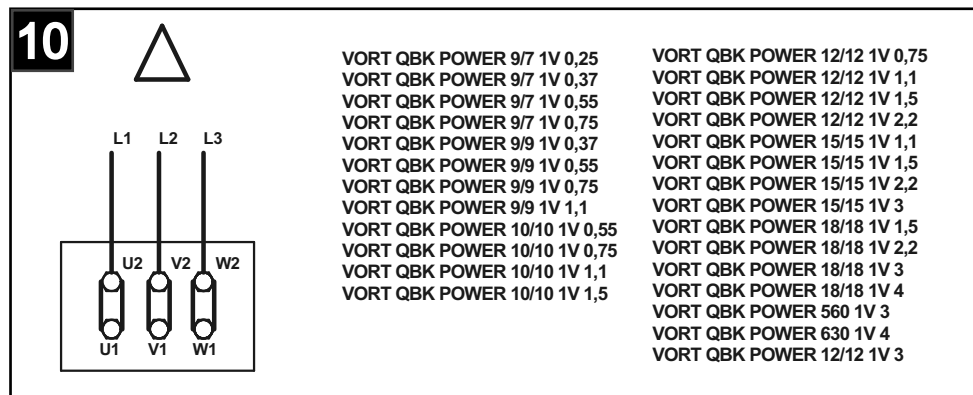 10
L1 L2 L3
U2 V2 W2
U1 V1 W1
VORT QBK POWER 9/7 1V 0,25
VORT QBK POWER 9/7 1V 0,37
VORT QBK POWER 9/7 1V 0,55
VORT QBK POWER 9/7 1V 0,75
VORT QBK POWER 9/9 1V 0,37
VORT QBK POWER 9/9 1V 0,55
VORT QBK POWER 9/9 1V 0,75
VORT QBK POWER 9/9 1V 1,1
VORT QBK POWER 10/10 1V 0,55
VORT QBK POWER 10/10 1V 0,75
VORT QBK POWER 10/10 1V 1,1
VORT QBK POWER 10/10 1V 1,5
VORT QBK POWER 12/12 1V 0,75
VORT QBK POWER 12/12 1V 1,1
VORT QBK POWER 12/12 1V 1,5
VORT QBK POWER 12/12 1V 2,2
VORT QBK POWER 15/15 1V 1,1
VORT QBK POWER 15/15 1V 1,5
VORT QBK POWER 15/15 1V 2,2
VORT QBK POWER 15/15 1V 3
VORT QBK POWER 18/18 1V 1,5
VORT QBK POWER 18/18 1V 2,2
VORT QBK POWER 18/18 1V 3
VORT QBK POWER 18/18 1V 4
VORT QBK POWER 560 1V 3
VORT QBK POWER 630 1V 4
VORT QBK POWER 12/12 1V 3